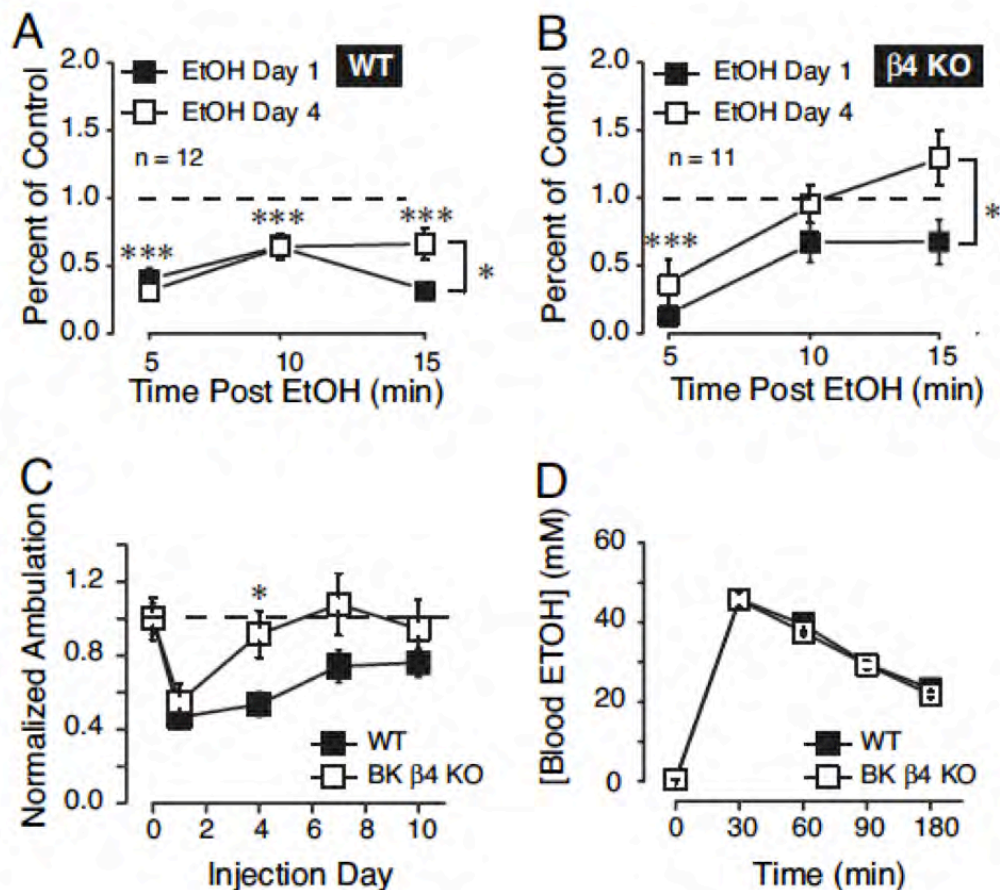 A
WT
EtOH Day 1
EtOH Day 4
n = 12
Percent of Control
2.0
1.5
1.0
0.5
0.0
***
***
***
*
5 10 15
Time Post EtOH (min)
B
β4 KO
EtOH Day 1
EtOH Day 4
n = 11
Percent of Control
2.0
1.5
1.0
0.5
0.0
***
*
5 10 15
Time Post EtOH (min)
C
Normalized Ambulation
1.2
0.8
0.4
0.0
*
WT
BK β4 KO
0 2 4 6 8 10
Injection Day
D
[Blood ETOH] (mM)
60
40
20
0
WT
BK β4 KO
0 30 60 90 180
Time (min)